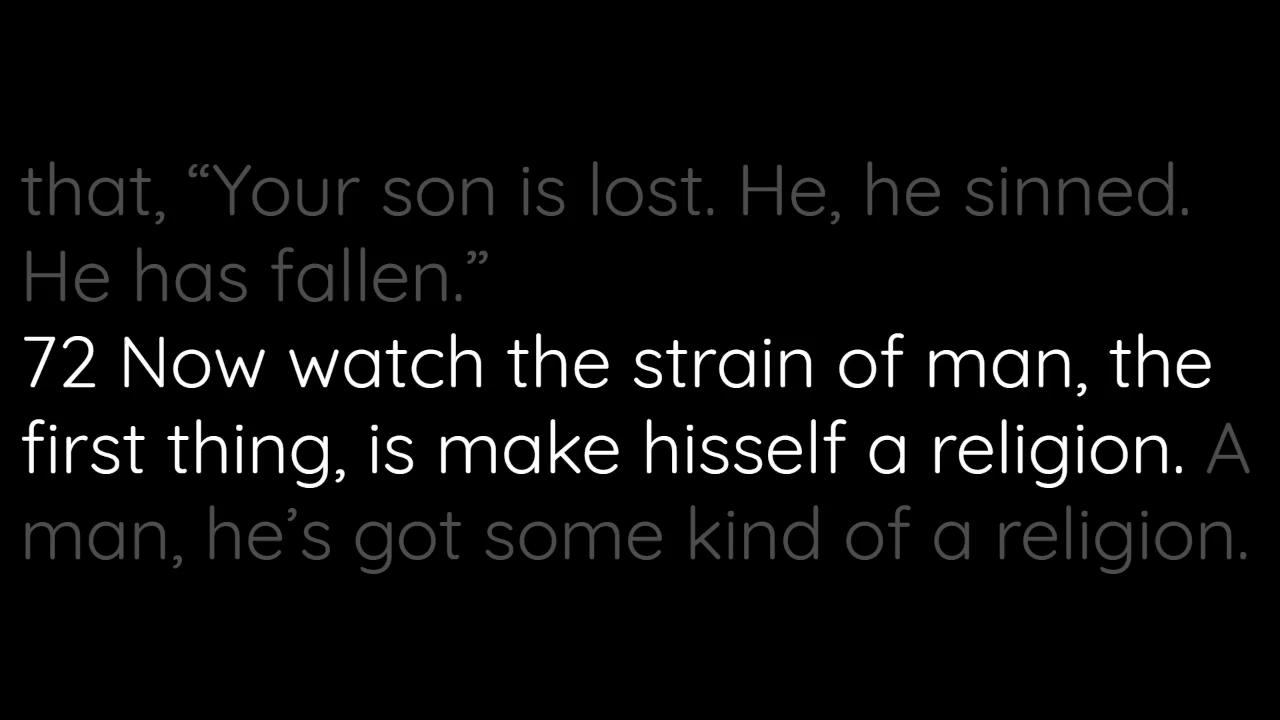 that, “Your son is lost. He, he sinned.
He has fallen.”
72 Now watch the strain of man, the
first thing, is make hisself a religion. A
man, he’s got some kind of a religion.